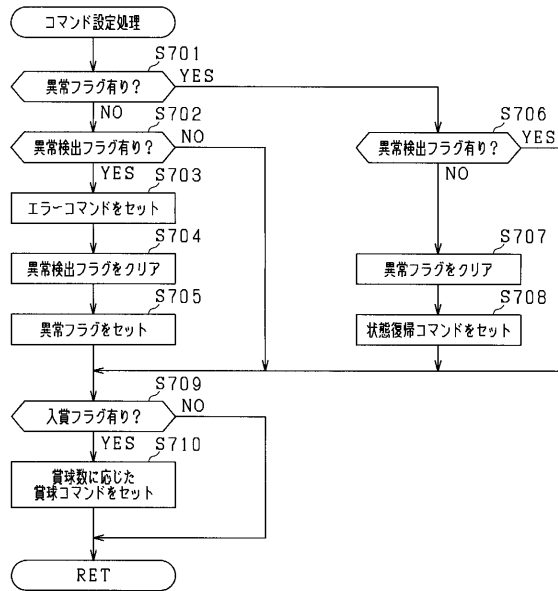 コマンド設定処理
S701
異常フラグ有り?
YES
NO
S702
異常検出フラグ有り?
NO
YES
S703
エラーコマンドをセット
S704
異常検出フラグをクリア
S705
異常フラグをセット
S706
異常検出フラグ有り?
YES
NO
S707
異常フラグをクリア
S708
状態復帰コマンドをセット
S709
入賞フラグ有り?
NO
YES
S710
賞球数に応じた
賞球コマンドをセット
RET